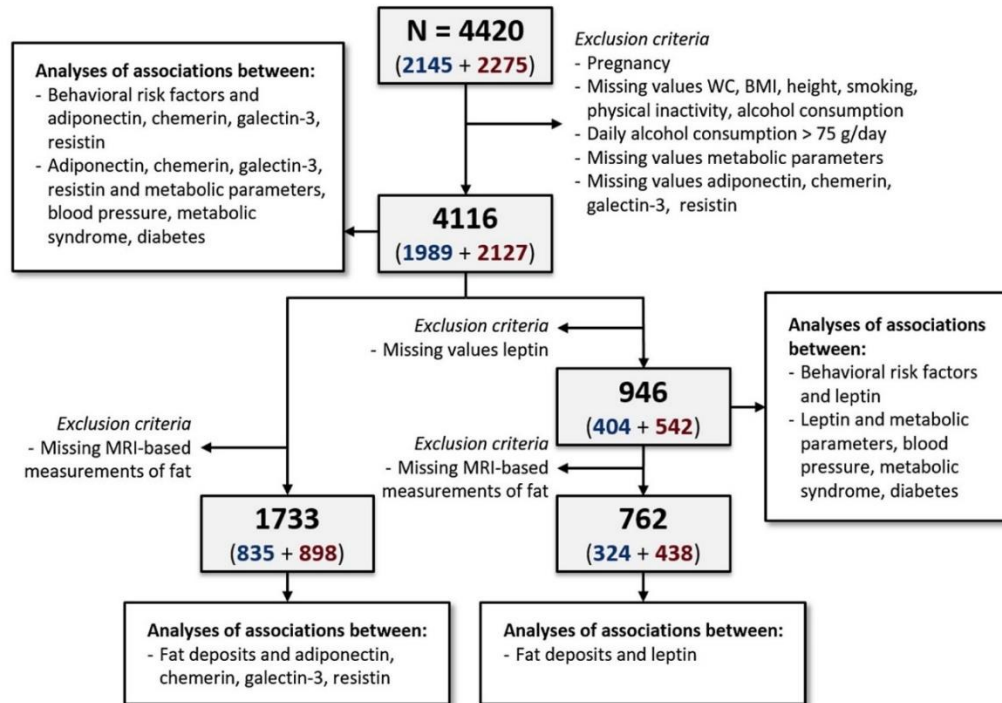 N = 4420
(2145 + 2275)
Exclusion criteria
- Pregnancy
- Missing values WC, BMI, height, smoking,
physical inactivity, alcohol consumption
- Daily alcohol consumption > 75 g/day
- Missing values metabolic parameters
- Missing values adiponectin, chemerin,
galectin-3, resistin
Analyses of associations between:
- Behavioral risk factors and
adiponectin, chemerin, galectin-3,
resistin
- Adiponectin, chemerin, galectin-3,
resistin and metabolic parameters,
blood pressure, metabolic
syndrome, diabetes
4116
(1989 + 2127)
Exclusion criteria
- Missing values leptin
946
(404 + 542)
Analyses of associations
between:
- Behavioral risk factors
and leptin
- Leptin and metabolic
parameters, blood
pressure, metabolic
syndrome, diabetes
Exclusion criteria
- Missing MRI-based
measurements of fat
Exclusion criteria
- Missing MRI-based
measurements of fat
1733
(835 + 898)
762
(324 + 438)
Analyses of associations between:
- Fat deposits and adiponectin,
chemerin, galectin-3, resistin
Analyses of associations between:
- Fat deposits and leptin